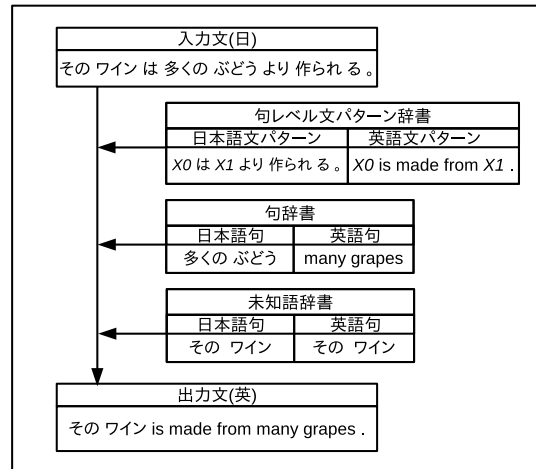 入力文(日)
その ワイン は 多くの ぶどう より 作られ る 。
句レベル文パターン辞書
日本語文パターン 英語文パターン
X0 は X1 より 作られ る 。 X0 is made from X1 .
句辞書
日本語句 英語句
多くの ぶどう many grapes
未知語辞書
日本語句 英語句
その ワイン その ワイン
出力文(英)
その ワイン is made from many grapes .